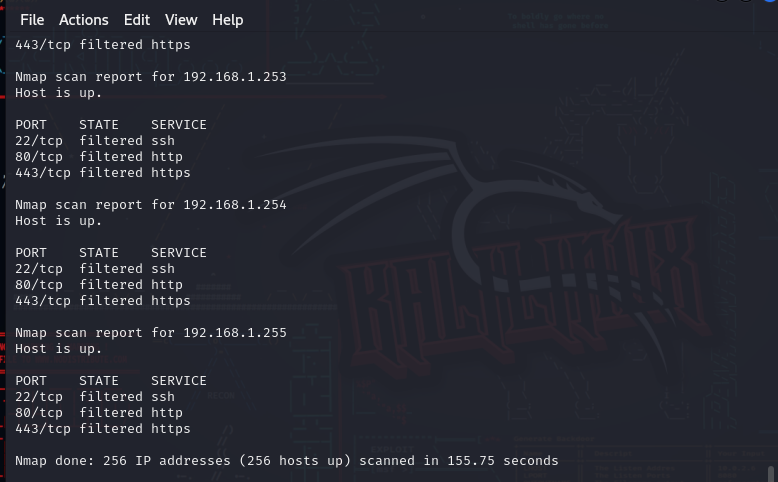 File Actions Edit View Help
443/tcp filtered https
Nmap scan report for 192.168.1.253
Host is up.
PORT STATE SERVICE
22/tcp filtered ssh
80/tcp filtered http
443/tcp filtered https
Nmap scan report for 192.168.1.254
Host is up.
PORT STATE SERVICE
22/tcp filtered ssh
80/tcp filtered http
443/tcp filtered https
Nmap scan report for 192.168.1.255
Host is up.
PORT STATE SERVICE
22/tcp filtered ssh
80/tcp filtered http
443/tcp filtered https
Nmap done: 256 IP addresses (256 hosts up) scanned in 155.75 seconds
KALI LINUX